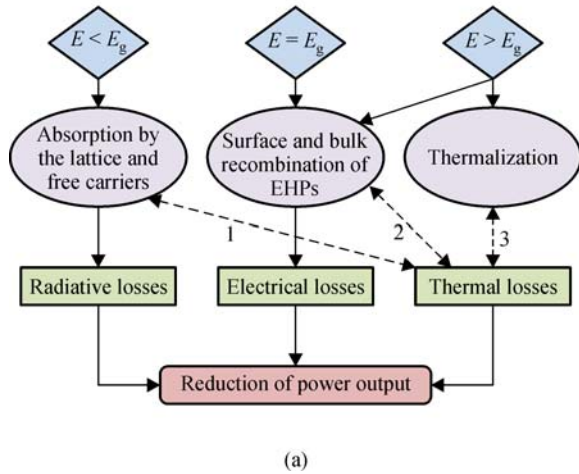 E < Eg
E = Eg
E > Eg
Absorption by
the lattice and
free carriers
Surface and bulk
recombination of
EHPs
Thermalization
1
2
3
Radiative losses
Electrical losses
Thermal losses
Reduction of power output
(a)